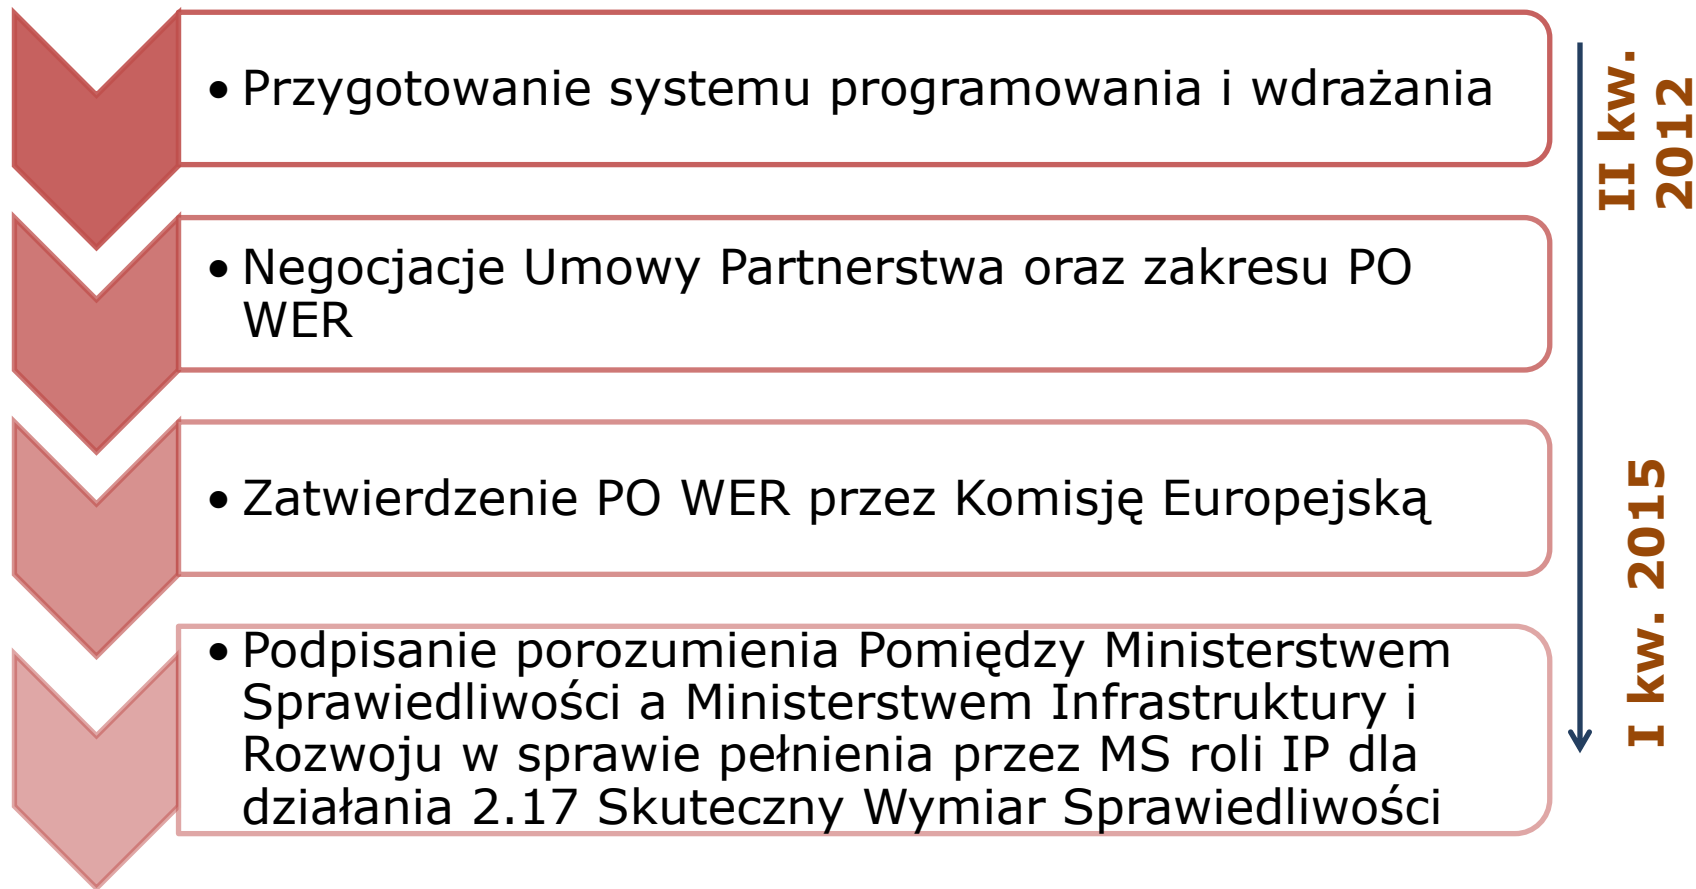 • Przygotowanie systemu programowania i wdrażania
• Negocjacje Umowy Partnerstwa oraz zakresu PO
WER
• Zatwierdzenie PO WER przez Komisję Europejską
• Podpisanie porozumienia Pomiędzy Ministerstwem
Sprawiedliwości a Ministerstwem Infrastruktury i
Rozwoju w sprawie pełnienia przez MS roli IP dla
działania 2.17 Skuteczny Wymiar Sprawiedliwości
II kw.
2012
I kw. 2015